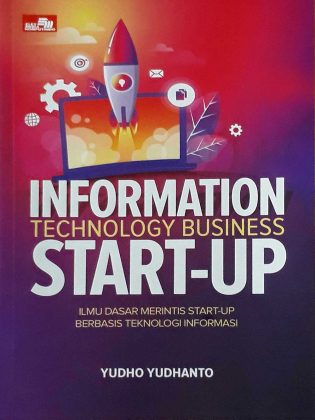 INFORMATION
TECHNOLOGY BUSINESS
START-UP
ILMU DASAR MERINTIS START-UP
BERBASIS TEKNOLOGI INFORMASI
YUDHO YUDHANTO